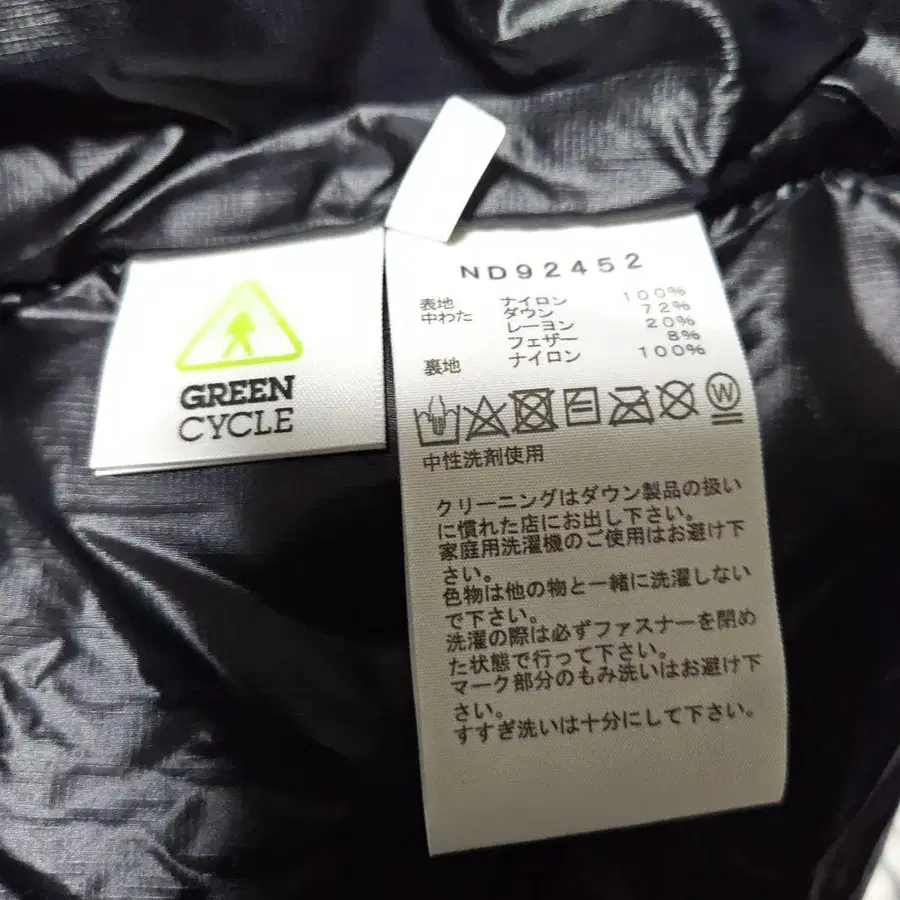 GREEN
CYCLE
ND92452
表地 ナイロン 100%
中わた ダウン 72%
レーヨン 20%
フェザー 8%
裏地 ナイロン 100%
W
中性洗剤使用
クリーニングはダウン製品の扱い
に慣れた店にお出し下さい。
家庭用洗濯機のご使用はお避け下
さい。
色物は他の物と一緒に洗濯しない
で下さい。
洗濯の際は必ずファスナーを閉め
た状態で行って下さい。
マーク部分のもみ洗いはお避け下
さい。
すすぎ洗いは十分にして下さい。